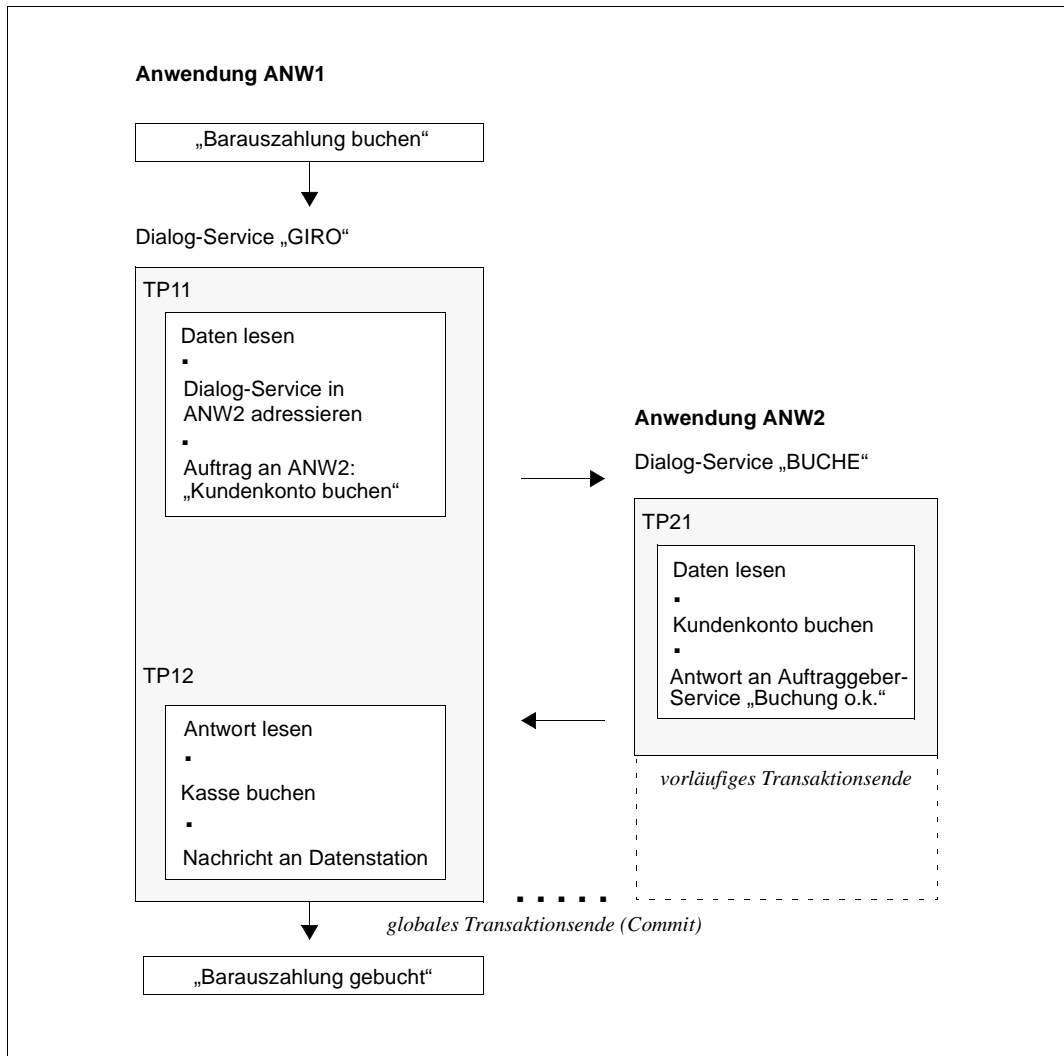 Anwendung ANW1
„Barauszahlung buchen“
Dialog-Service „GIRO“
TP11
Daten lesen
Dialog-Service in
ANW2 adressieren
Auftrag an ANW2:
„Kundenkonto buchen“
Anwendung ANW2
Dialog-Service „BUCHE“
TP21
Daten lesen
Kundenkonto buchen
Antwort an Auftraggeber-
Service „Buchung o.k.“
vorläufiges Transaktionsende
TP12
Antwort lesen
Kasse buchen
Nachricht an Datenstation
globales Transaktionsende (Commit)
„Barauszahlung gebucht“